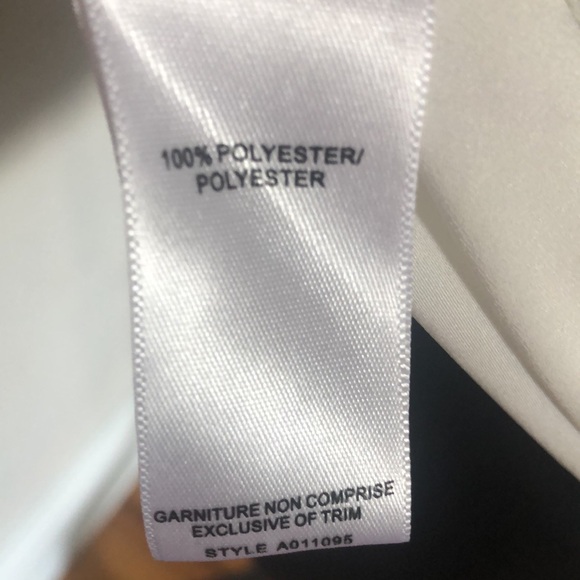 100% POLYESTER/
POLYESTER
GARNITURE NON COMPRISE
EXCLUSIVE OF TRIM
STYLE A011095